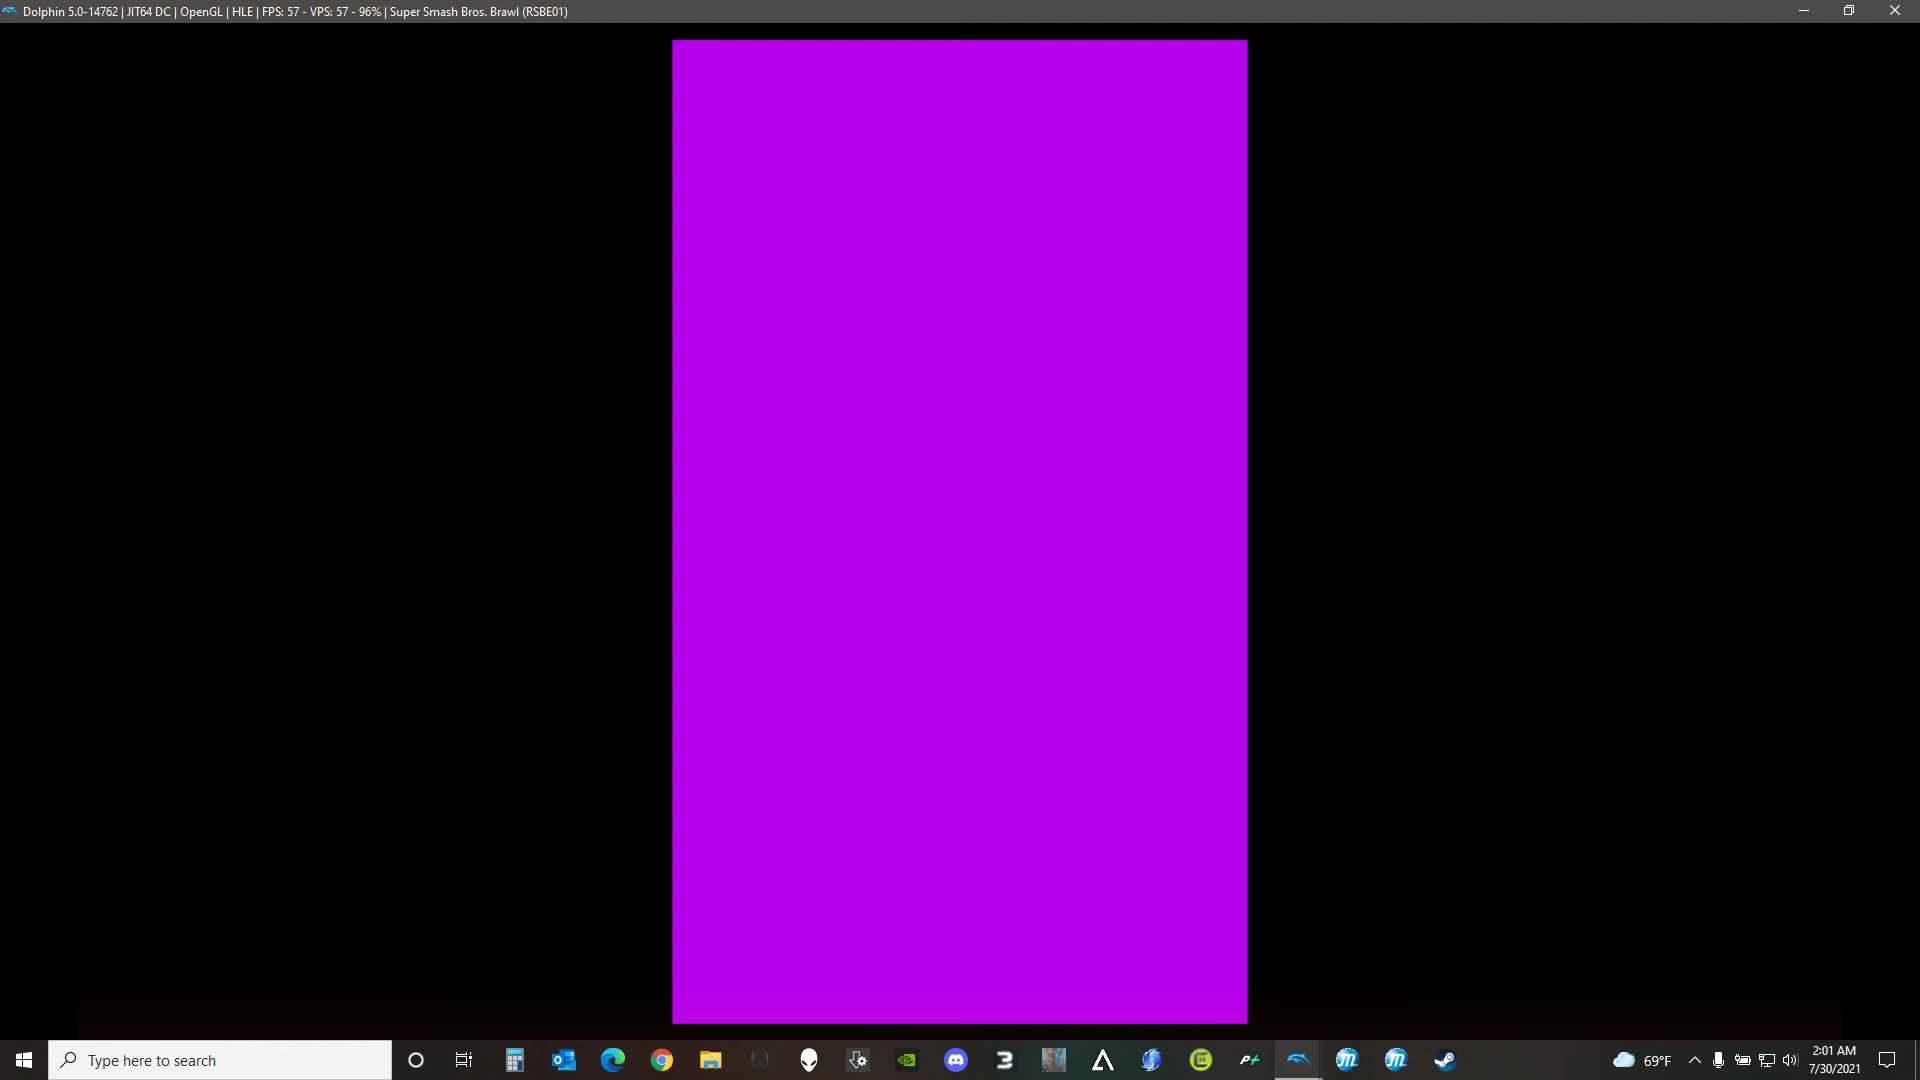 Dolphin 5.0-14762 | JIT64 DC | OpenGL | HLE | FPS: 57 - VPS: 57 - 96% | Super Smash Bros. Brawl (RSBE01)
Type here to search
69°F
2:01 AM
7/30/2021